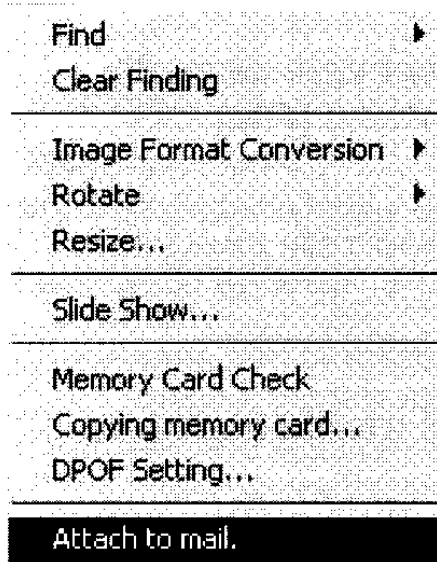 Find
Clear Finding
Image Format Conversion
Rotate
Resize...
Slide Show...
Memory Card Check
Copying memory card...
DPOF Setting...
Attach to mail.